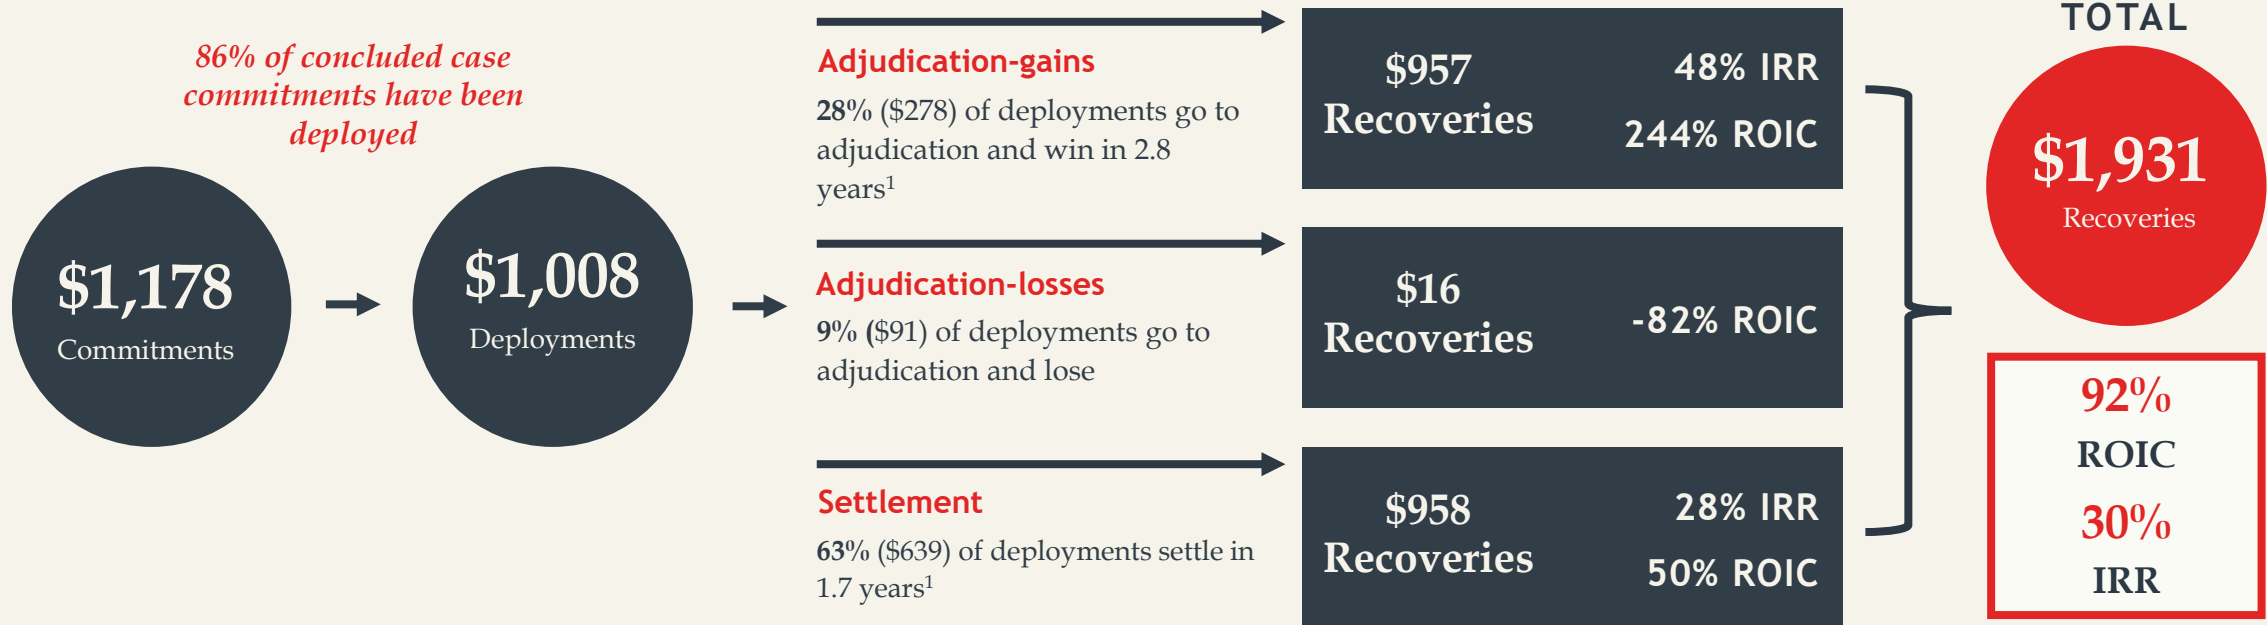 86% of concluded case
commitments have been
deployed
$1,178
Commitments
$1,008
Deployments
Adjudication-gains
28% ($278) of deployments go to
adjudication and win in 2.8
years¹
$957
Recoveries
48% IRR
244% ROIC
Adjudication-losses
9% ($91) of deployments go to
adjudication and lose
$16
Recoveries
-82% ROIC
Settlement
63% ($639) of deployments settle in
1.7 years¹
$958
Recoveries
28% IRR
50% ROIC
TOTAL
$1,931
Recoveries
92%
ROIC
30%
IRR